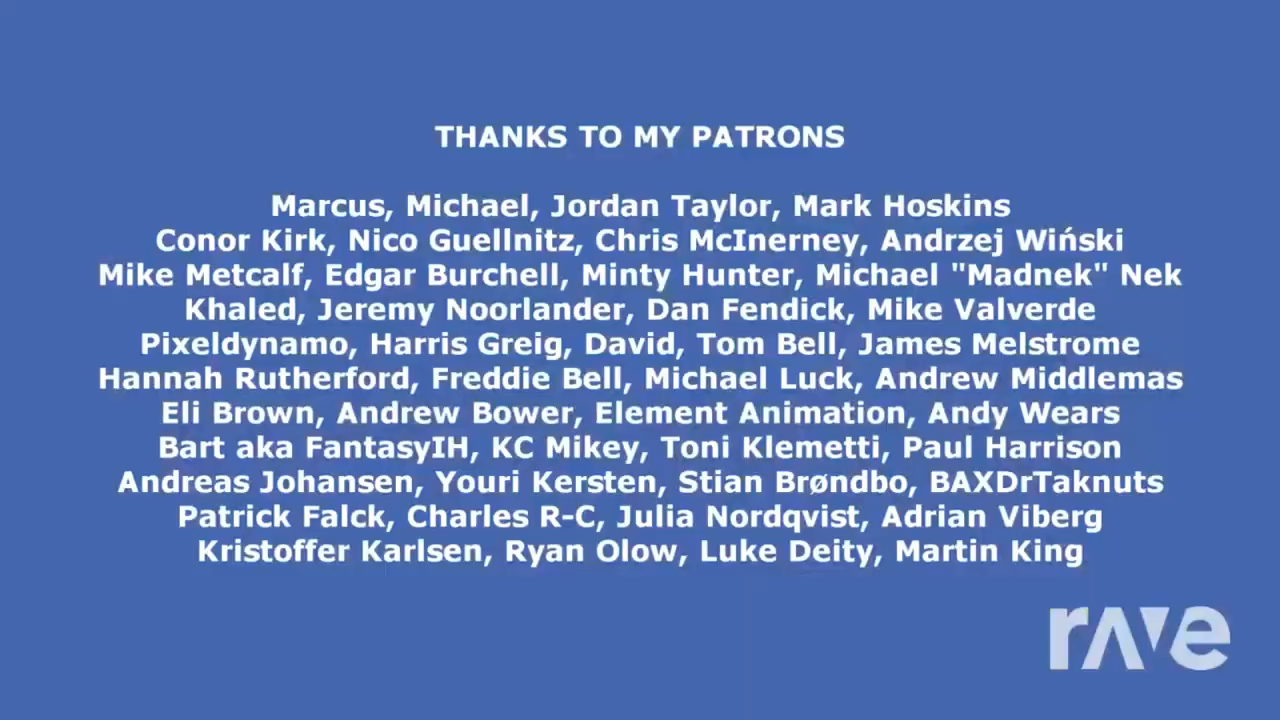 THANKS TO MY PATRONS
Marcus, Michael, Jordan Taylor, Mark Hoskins
Conor Kirk, Nico Guellnitz, Chris McInerney, Andrzej Wiński
Mike Metcalf, Edgar Burchell, Minty Hunter, Michael "Madnek" Nek
Khaled, Jeremy Noorlander, Dan Fendick, Mike Valverde
Pixeldynamo, Harris Greig, David, Tom Bell, James Melstrome
Hannah Rutherford, Freddie Bell, Michael Luck, Andrew Middlemas
Eli Brown, Andrew Bower, Element Animation, Andy Wears
Bart aka FantasyIH, KC Mikey, Toni Klemetti, Paul Harrison
Andreas Johansen, Youri Kersten, Stian Brøndbo, BAXDrTaknuts
Patrick Falck, Charles R-C, Julia Nordqvist, Adrian Viberg
Kristoffer Karlsen, Ryan Olow, Luke Deity, Martin King
rave